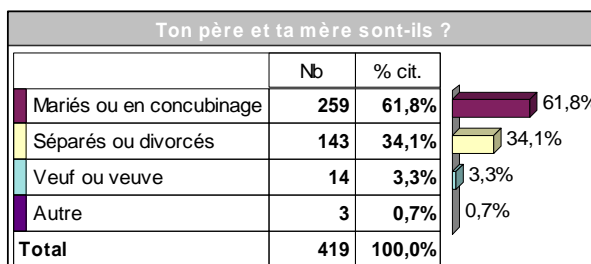 Ton père et ta mère sont-ils ?
Nb % cit.
Mariés ou en concubinage 259 61,8% 61,8%
Séparés ou divorcés 143 34,1% 34,1%
Veuf ou veuve 14 3,3% 3,3%
Autre 3 0,7% 0,7%
Total 419 100,0%